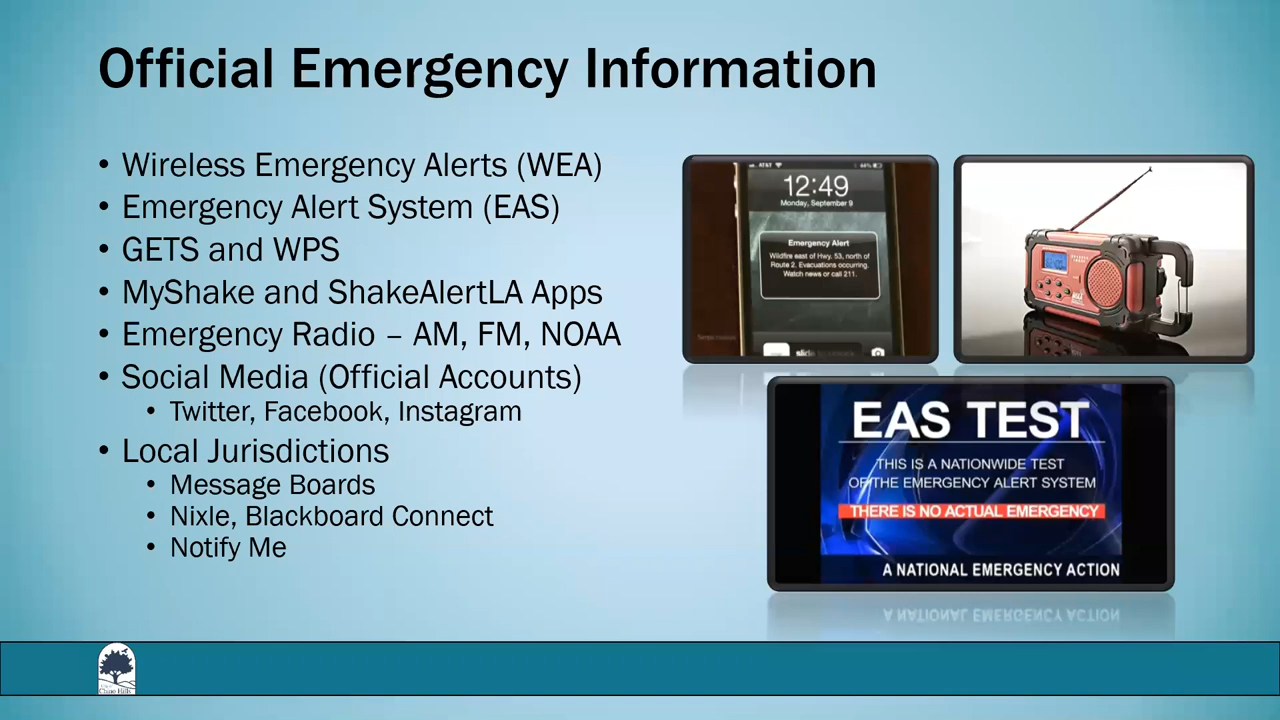 Official Emergency Information
• Wireless Emergency Alerts (WEA)
• Emergency Alert System (EAS)
• GETS and WPS
• MyShake and ShakeAlertLA Apps
• Emergency Radio – AM, FM, NOAA
• Social Media (Official Accounts)
• Twitter, Facebook, Instagram
• Local Jurisdictions
• Message Boards
• Nixle, Blackboard Connect
• Notify Me
AT&T
12:49
Monday, September 9
Emergency Alert
Wildfire east of Hwy. 53, north of
Route 2. Evacuations occurring.
Watch news or call 211.
EAS TEST
THIS IS A NATIONWIDE TEST
OF THE EMERGENCY ALERT SYSTEM
THERE IS NO ACTUAL EMERGENCY
A NATIONAL EMERGENCY ACTION
Chino Hills